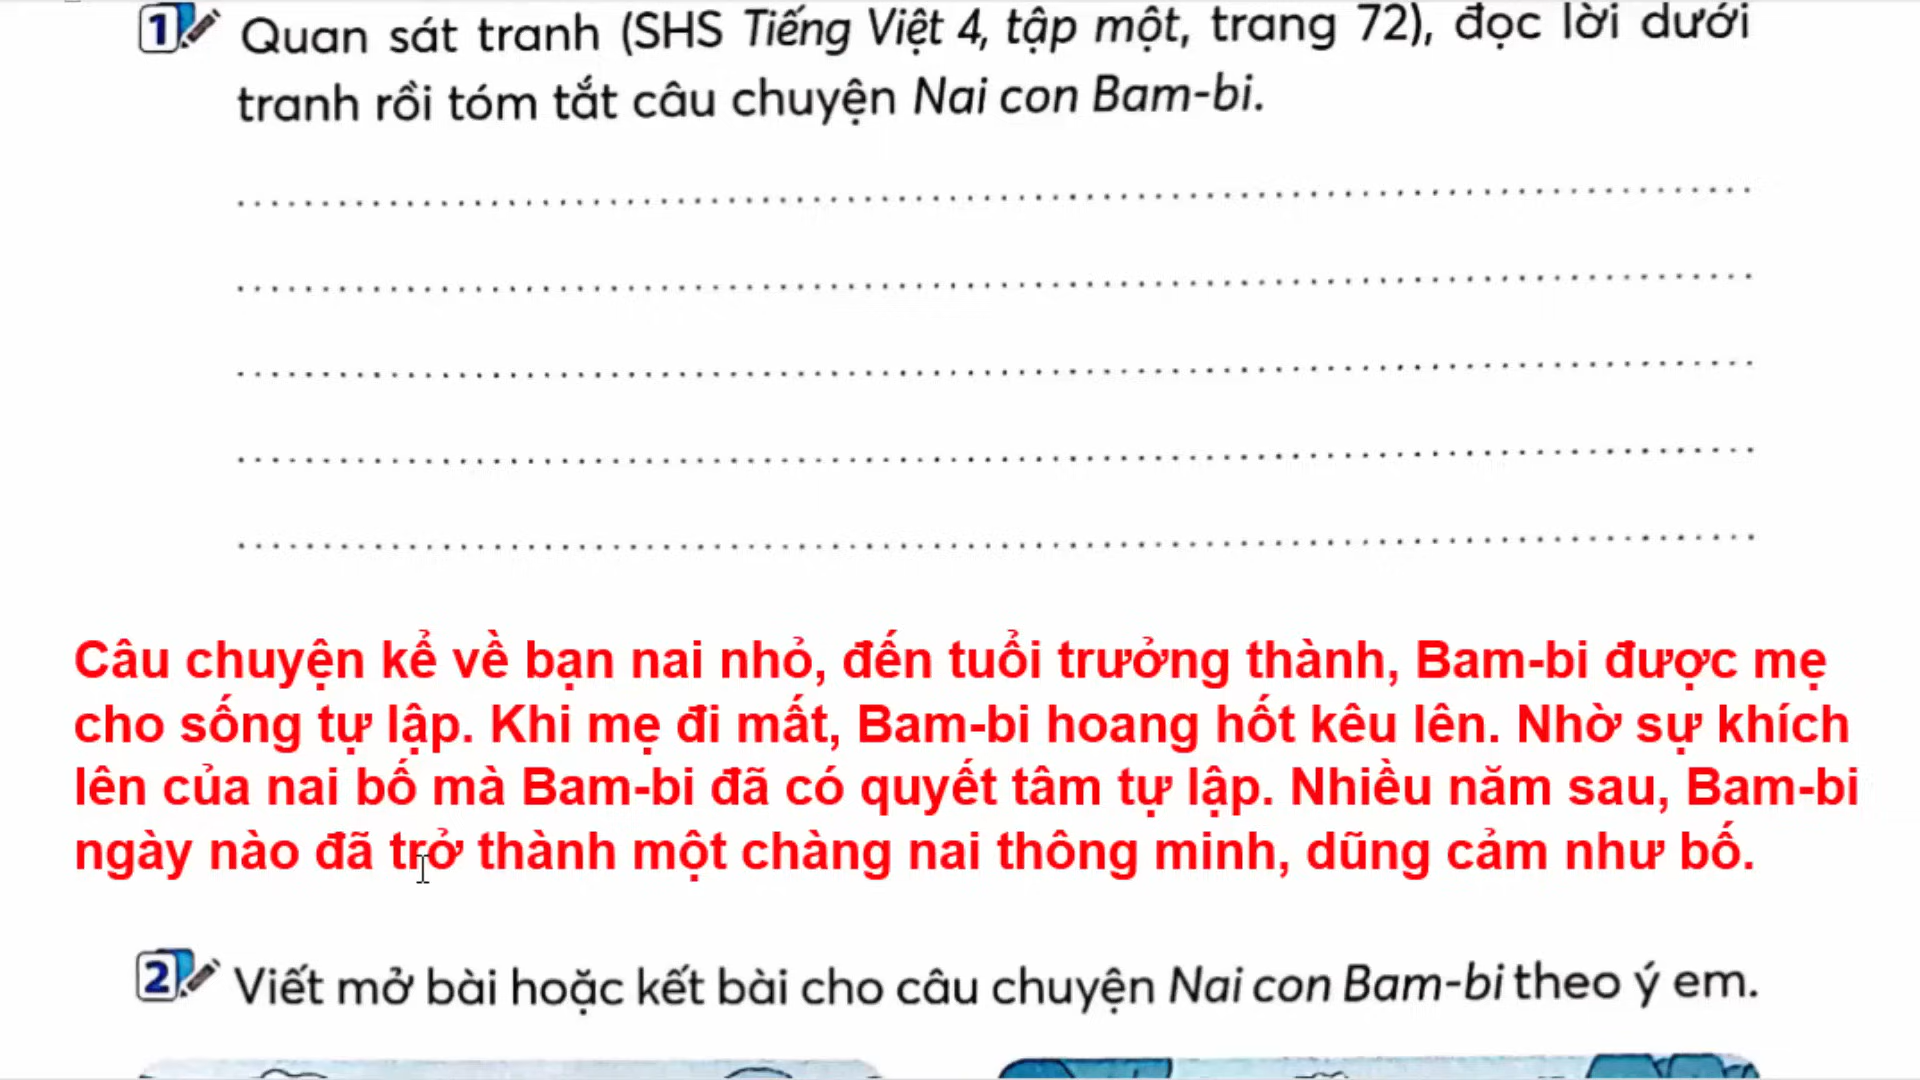 1 Quan sát tranh (SHS Tiếng Việt 4, tập một, trang 72), đọc lời dưới
tranh rồi tóm tắt câu chuyện Nai con Bam-bi.
Câu chuyện kể về bạn nai nhỏ, đến tuổi trưởng thành, Bam-bi được mẹ
cho sống tự lập. Khi mẹ đi mất, Bam-bi hoang hốt kêu lên. Nhờ sự khích
lên của nai bố mà Bam-bi đã có quyết tâm tự lập. Nhiều năm sau, Bam-bi
ngày nào đã trở thành một chàng nai thông minh, dũng cảm như bố.
2 Viết mở bài hoặc kết bài cho câu chuyện Nai con Bam-bi theo ý em.